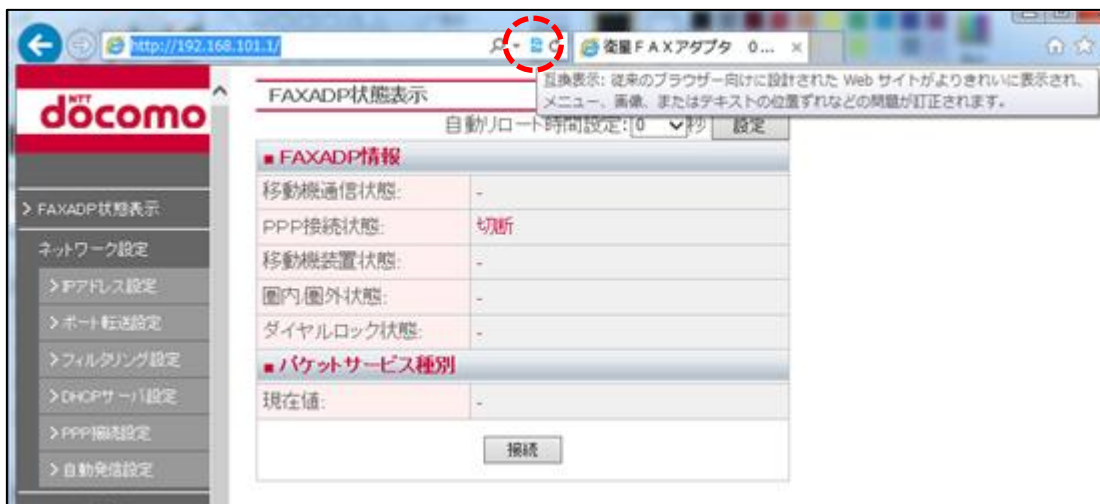 http://192.168.101.1/
衛星FAXアダプタ 0...
互換表示: 従来のブラウザー向けに設計された Web サイトがよりきれいに表示され、
メニュー、画像、またはテキストの位置ずれなどの問題が訂正されます。
NTT
döcomo
FAXADP状態表示
自動リロート時間設定:0 秒 設定
■FAXADP情報
移動機通信状態: -
PPP接続状態: 切断
移動機装置状態: -
圏内圏外状態: -
ダイヤルロック状態: -
■パケットサービス種別
現在値: -
接続
>FAXADP状態表示
ネットワーク設定
>IPアドレス設定
>ポート転送設定
>フィルタリング設定
>DHCPサーバ設定
>PPP接続設定
>自動発信設定